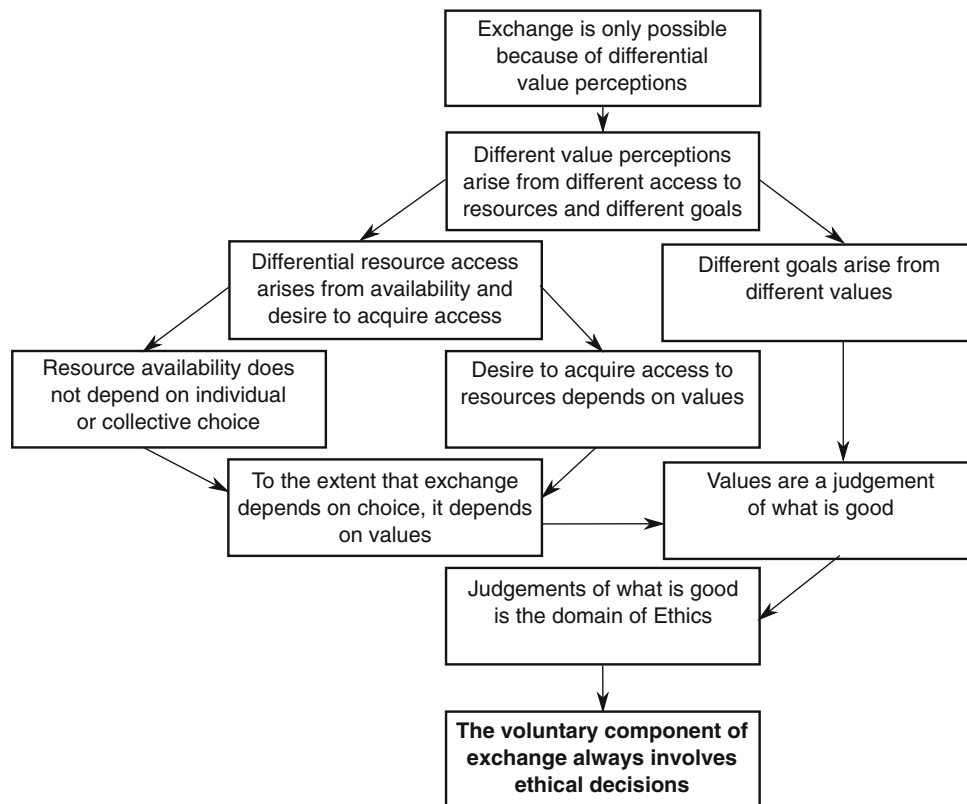 Exchange is only possible
because of differential
value perceptions
Different value perceptions
arise from different access to
resources and different goals
Differential resource access
arises from availability and
desire to acquire access
Different goals arise from
different values
Resource availability does
not depend on individual
or collective choice
Desire to acquire access to
resources depends on values
To the extent that exchange
depends on choice, it depends
on values
Values are a judgement
of what is good
Judgements of what is good
is the domain of Ethics
The voluntary component of
exchange always involves
ethical decisions